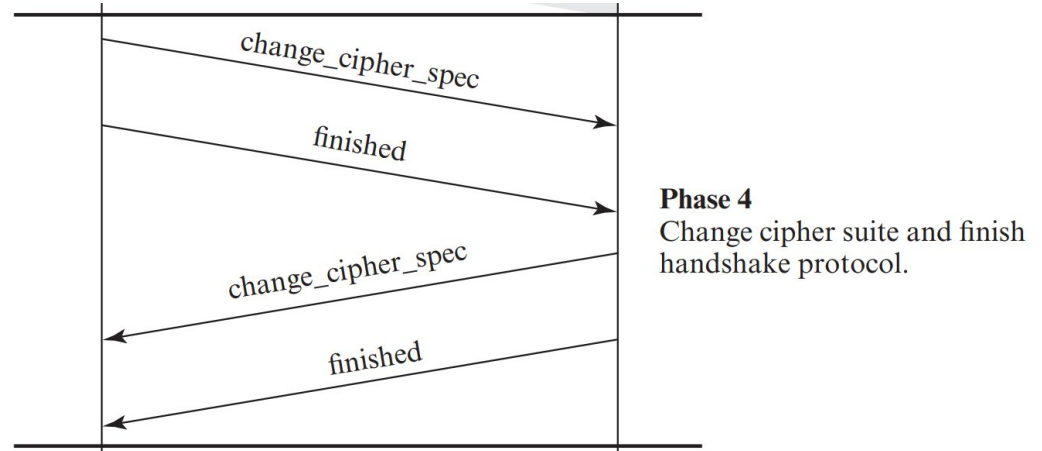 change_cipher_spec
finished
Phase 4
Change cipher suite and finish
handshake protocol.
change_cipher_spec
finished